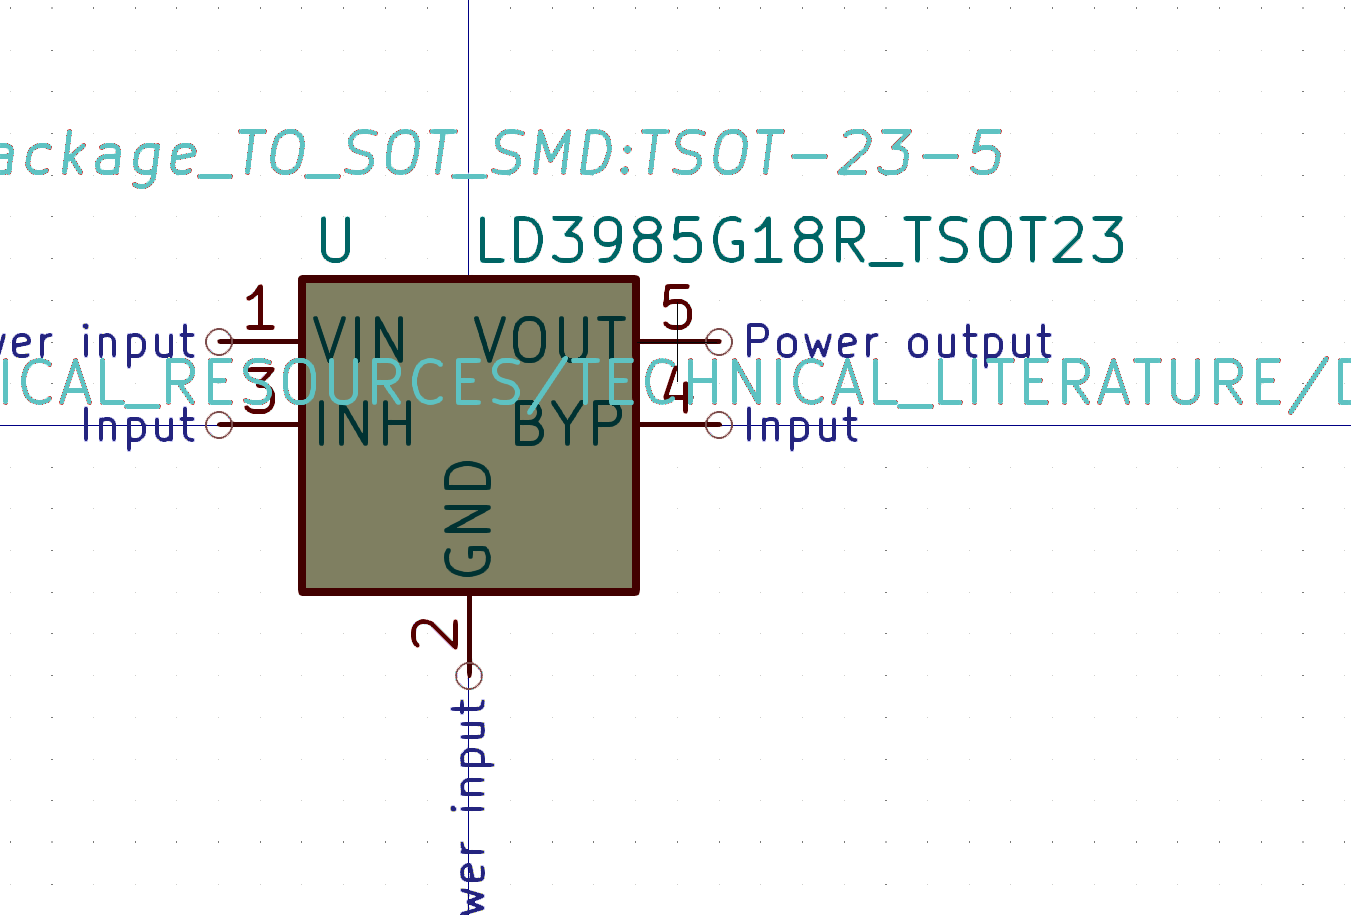 ackage_TO_SOT_SMD:TSOT-23-5
U LD3985G18R_TSOT23
1 5
wer input VIN VOUT Power output
ICAL_RESOURCES/TECHNICAL_LITERATURE/D
3 4
Input INH BYP Input
GND
2
wer input